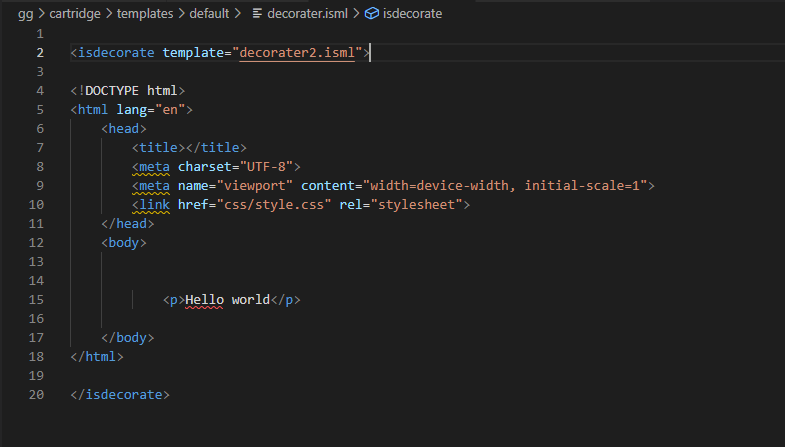 gg > cartridge > templates > default > decorater.isml > isdecorate
1
2 <isdecorate template="decorater2.isml">
3
4 <!DOCTYPE html>
5 <html lang="en">
6 <head>
7 <title></title>
8 <meta charset="UTF-8">
9 <meta name="viewport" content="width=device-width, initial-scale=1">
10 <link href="css/style.css" rel="stylesheet">
11 </head>
12 <body>
13
14
15 <p>Hello world</p>
16
17 </body>
18 </html>
19
20 </isdecorate>